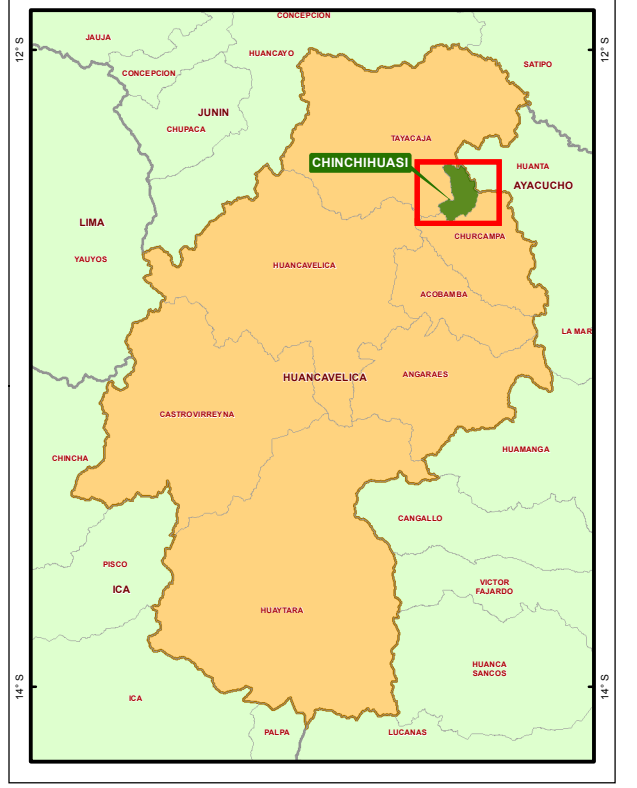 CONCEPCION
JAUJA
12° S
12° S
HUANCAYO
SATIPO
CONCEPCION
JUNIN
CHUPACA
TAYACAJA
CHINCHIHUASI
HUANTA
AYACUCHO
LIMA
CHURCAMPA
YAUYOS
HUANCAVELICA
ACOBAMBA
LA MAR
HUANCAVELICA
ANGARAES
CASTROVIRREYNA
HUAMANGA
CHINCHA
CANGALLO
PISCO
ICA
VICTOR
FAJARDO
HUAYTARA
HUANCA
SANCOS
14° S
14° S
ICA
PALPA
LUCANAS